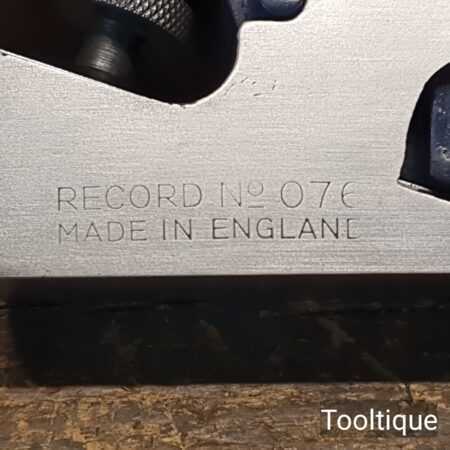 RECORD Nº 076
MADE IN ENGLAND
Tooltique